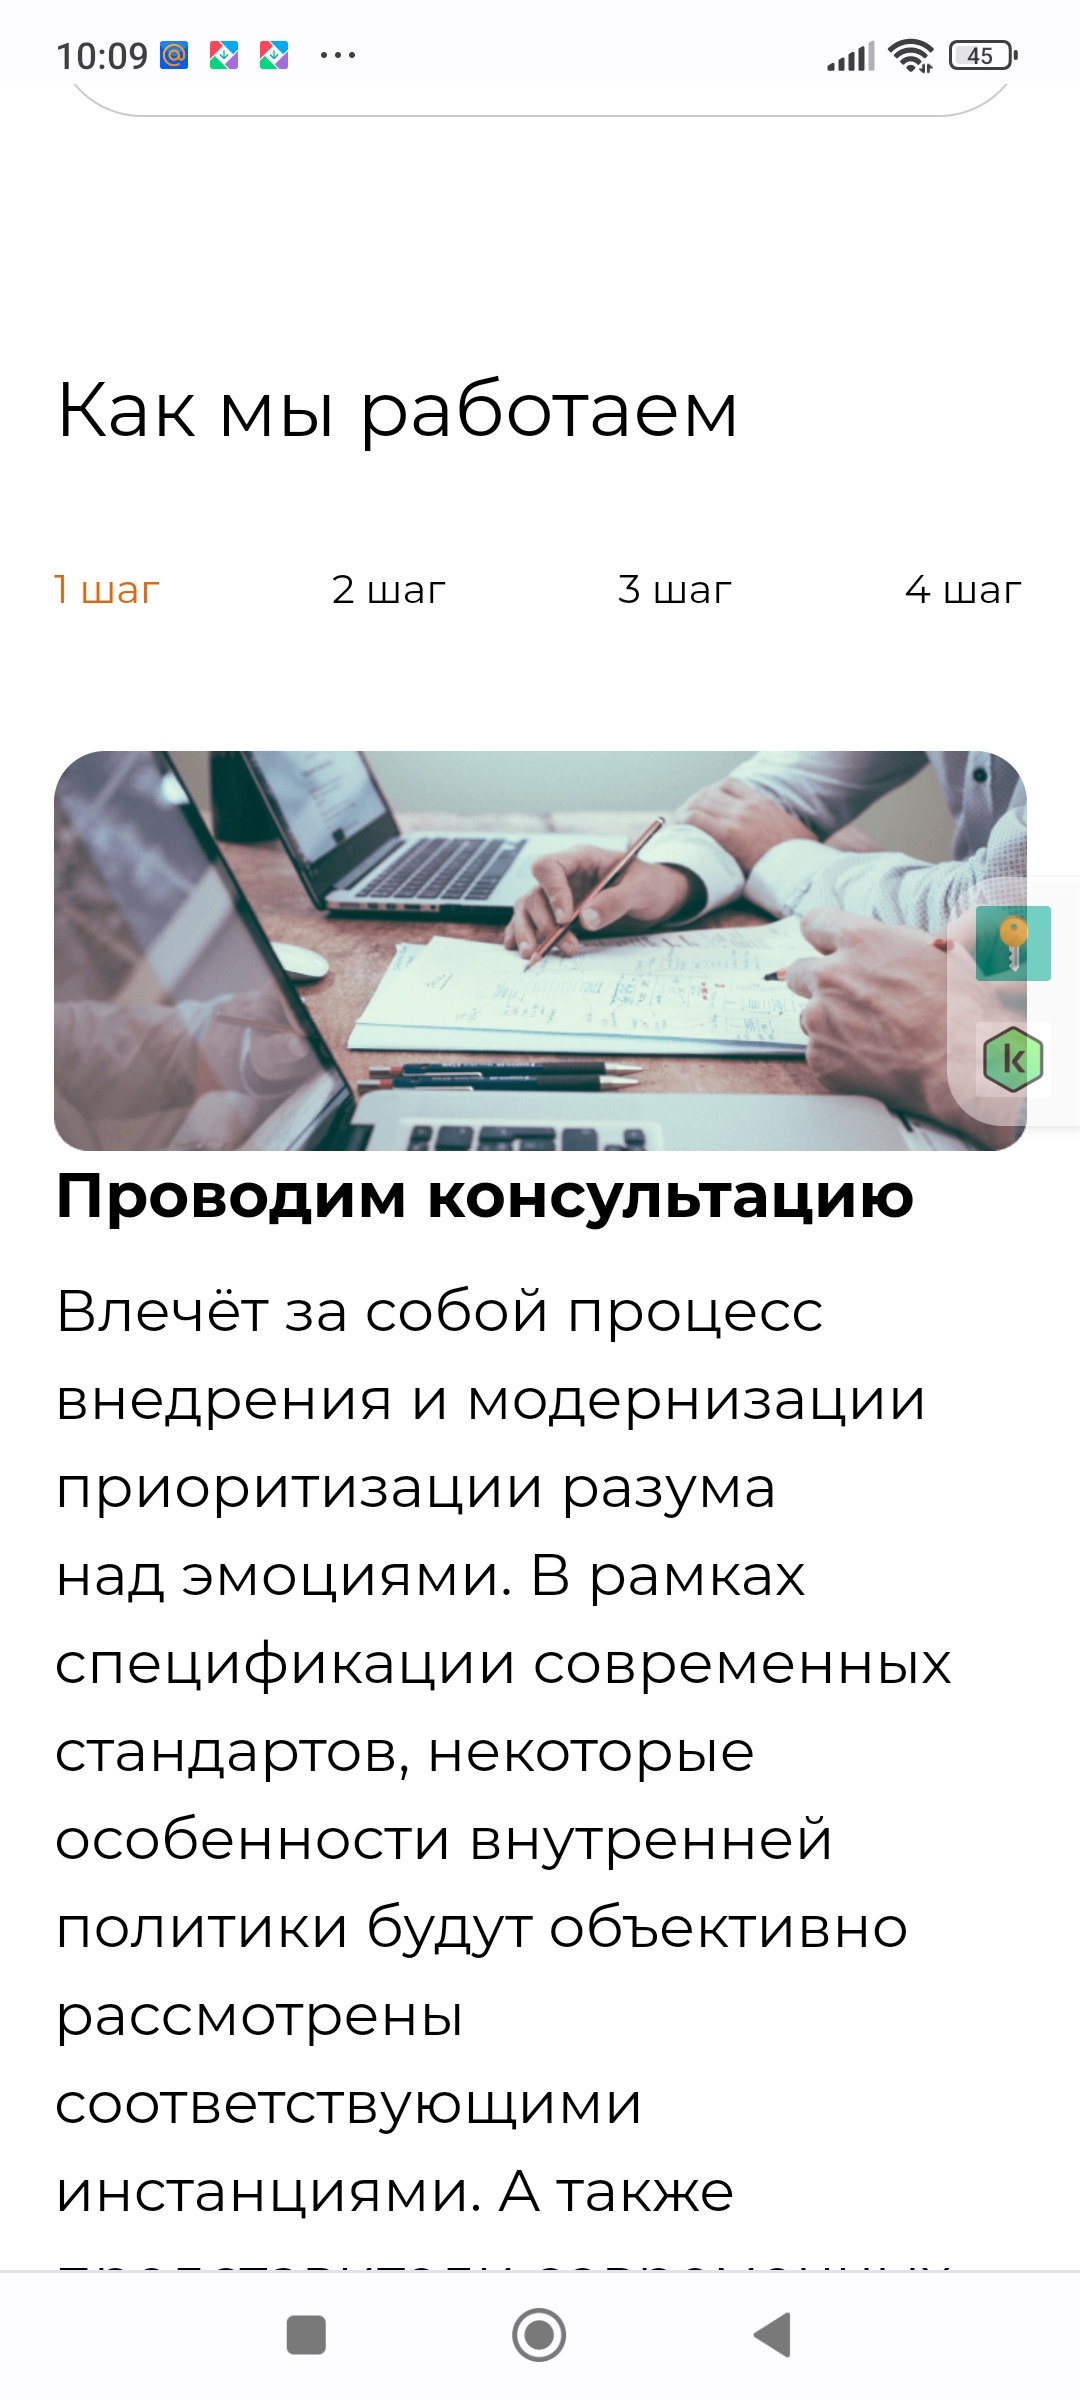 10:09
45
Как мы работаем
1 шаг 2 шаг 3 шаг 4 шаг
Проводим консультацию
Влечёт за собой процесс
внедрения и модернизации
приоритизации разума
над эмоциями. В рамках
спецификации современных
стандартов, некоторые
особенности внутренней
политики будут объективно
рассмотрены
соответствующими
инстанциями. А также